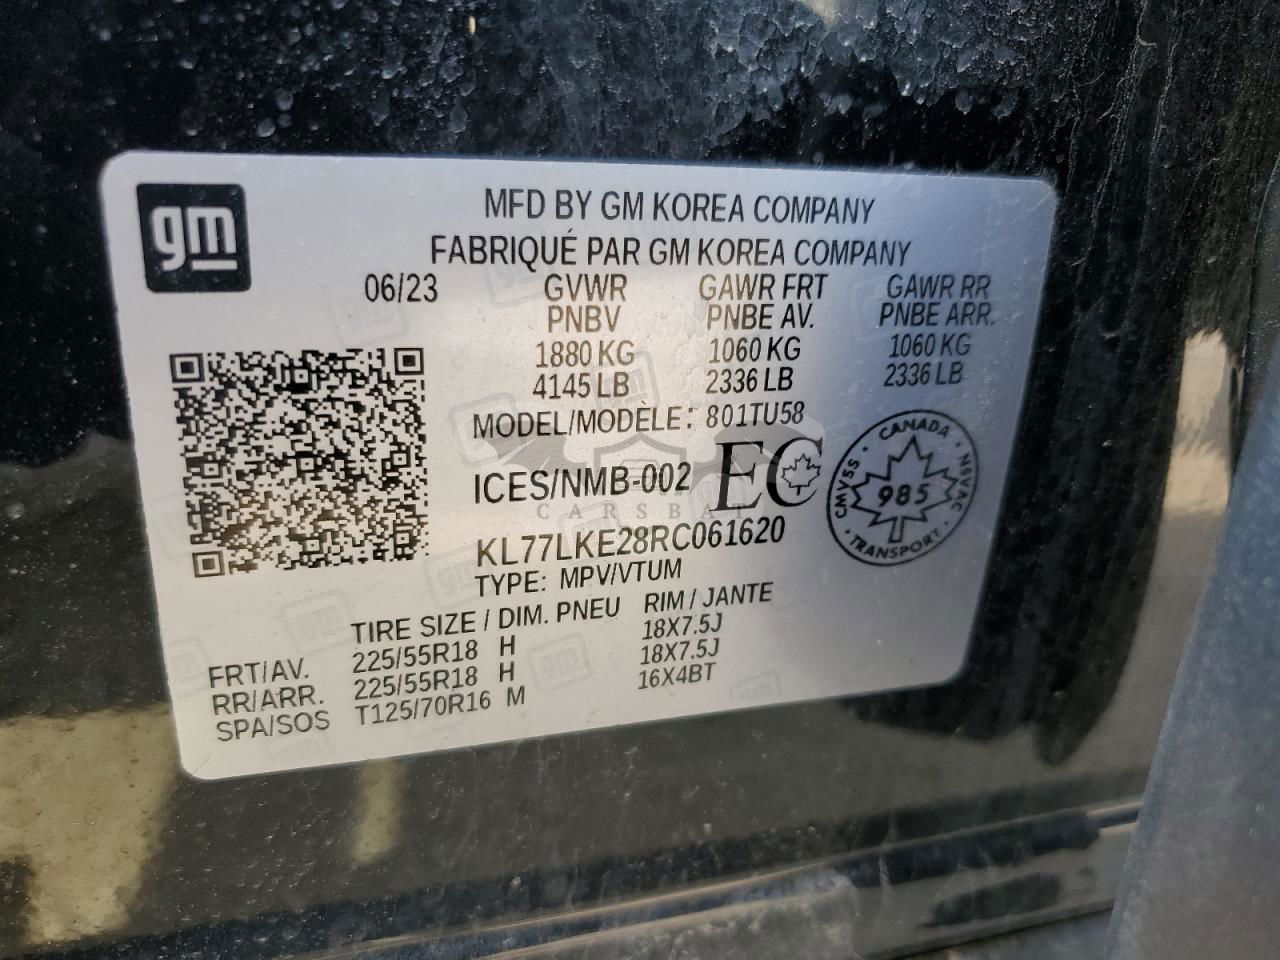 gm
MFD BY GM KOREA COMPANY
FABRIQUÉ PAR GM KOREA COMPANY
06/23 GVWR GAWR FRT GAWR RR
PNBV PNBE AV. PNBE ARR.
1880 KG 1060 KG 1060 KG
4145 LB 2336 LB 2336 LB
MODEL/MODÈLE: 801TU58
ICES/NMB-002 EC
CARSBAT
KL77LKE28RC061620
TYPE: MPV/VTUM
CANADA
CMVSS 985 NSVAC
TRANSPORT
TIRE SIZE / DIM. PNEU RIM / JANTE
FRT/AV. 225/55R18 H 18X7.5J
RR/ARR. 225/55R18 H 18X7.5J
SPA/SOS T125/70R16 M 16X4BT